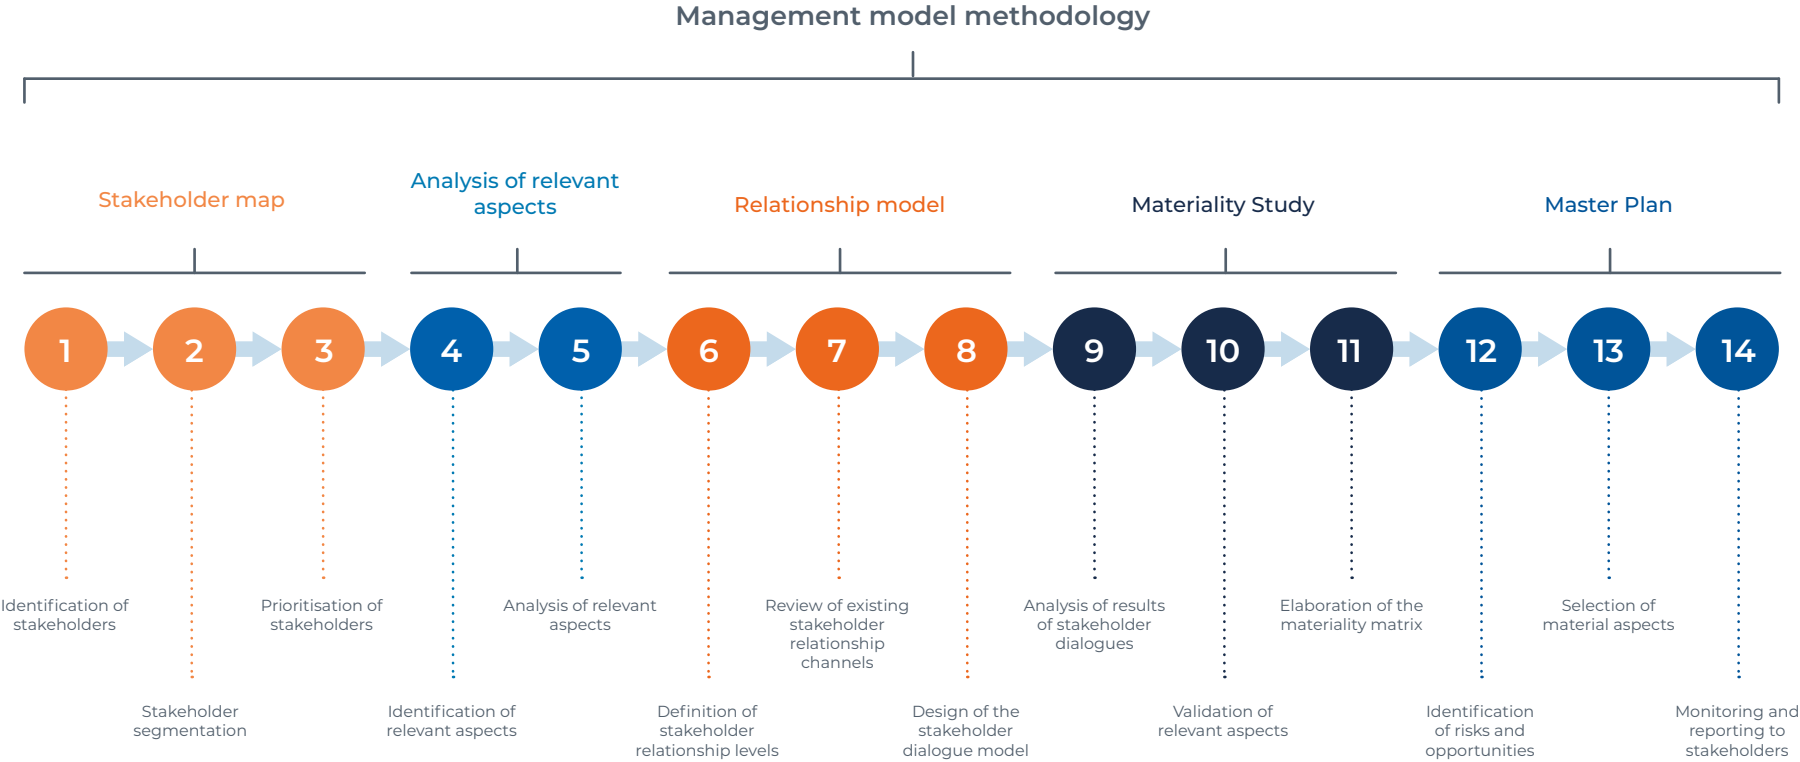 Management model methodology
Stakeholder map
Analysis of relevant
aspects
Relationship model
Materiality Study
Master Plan
1
2
3
4
5
6
7
8
9
10
11
12
13
14
Identification of
stakeholders
Stakeholder
segmentation
Prioritisation of
stakeholders
Identification of
relevant aspects
Analysis of relevant
aspects
Definition of
stakeholder
relationship levels
Review of existing
stakeholder
relationship
channels
Design of the
stakeholder
dialogue model
Analysis of results
of stakeholder
dialogues
Validation of
relevant aspects
Elaboration of the
materiality matrix
Identification
of risks and
opportunities
Selection of
material aspects
Monitoring and
reporting to
stakeholders